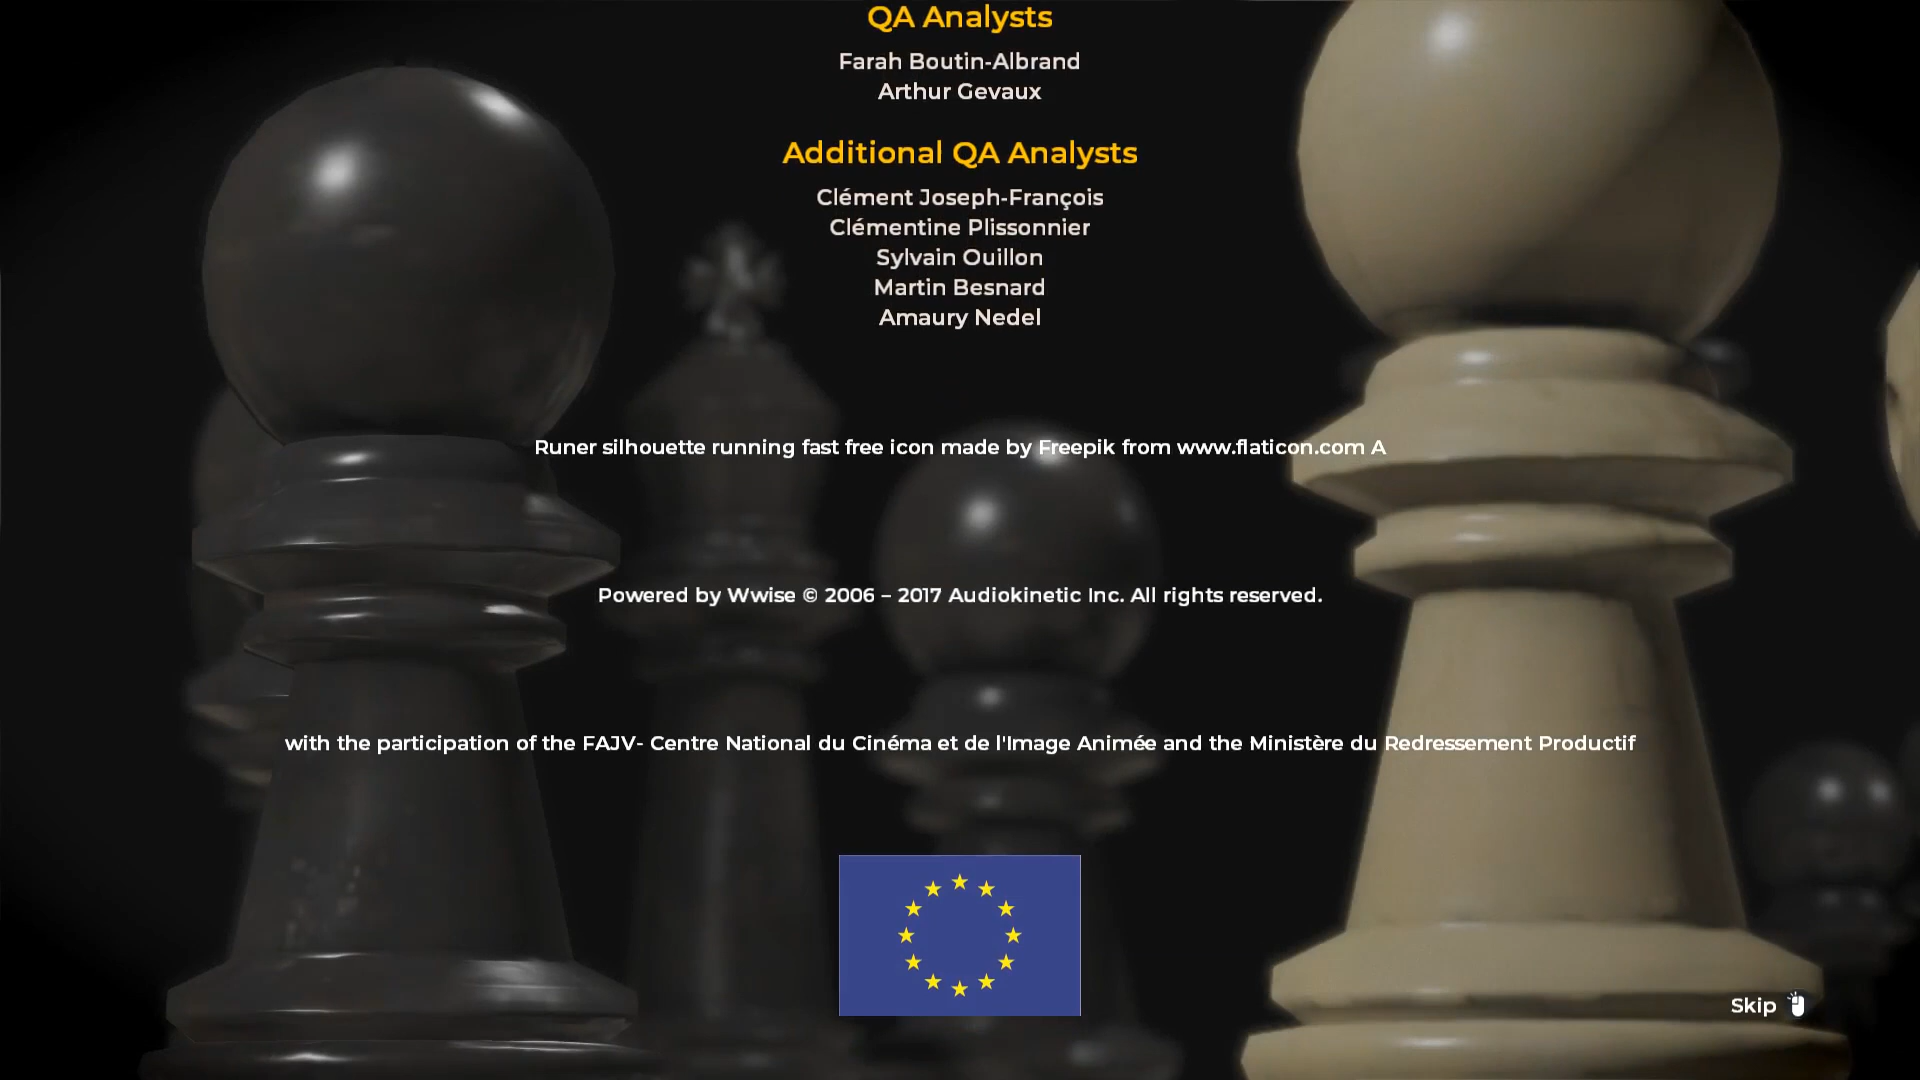 QA Analysts
Farah Boutin-Albrand
Arthur Gevaux
Additional QA Analysts
Clément Joseph-François
Clémentine Plissonnier
Sylvain Ouillon
Martin Besnard
Amaury Nedel
Runer silhouette running fast free icon made by Freepik from www.flaticon.com A
Powered by Wwise © 2006 – 2017 Audiokinetic Inc. All rights reserved.
with the participation of the FAJV- Centre National du Cinéma et de l'Image Animée and the Ministère du Redressement Productif
Skip